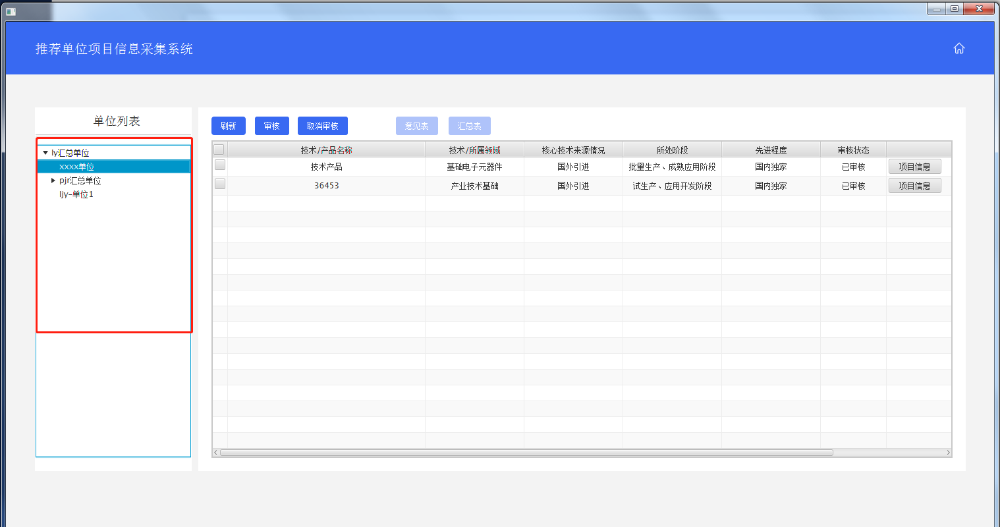 推荐单位项目信息采集系统
单位列表
ly汇总单位
xxxx单位
pjr汇总单位
ljy-单位1
刷新 审核 取消审核 意见表 汇总表
技术/产品名称 技术/所属领域 核心技术来源情况 所处阶段 先进程度 审核状态
技术产品 基础电子元器件 国外引进 批量生产、成熟应用阶段 国内独家 已审核 项目信息
36453 产业技术基础 国外引进 试生产、应用开发阶段 国内独家 已审核 项目信息